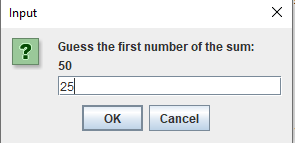 Input
Guess the first number of the sum:
50
25
OK Cancel